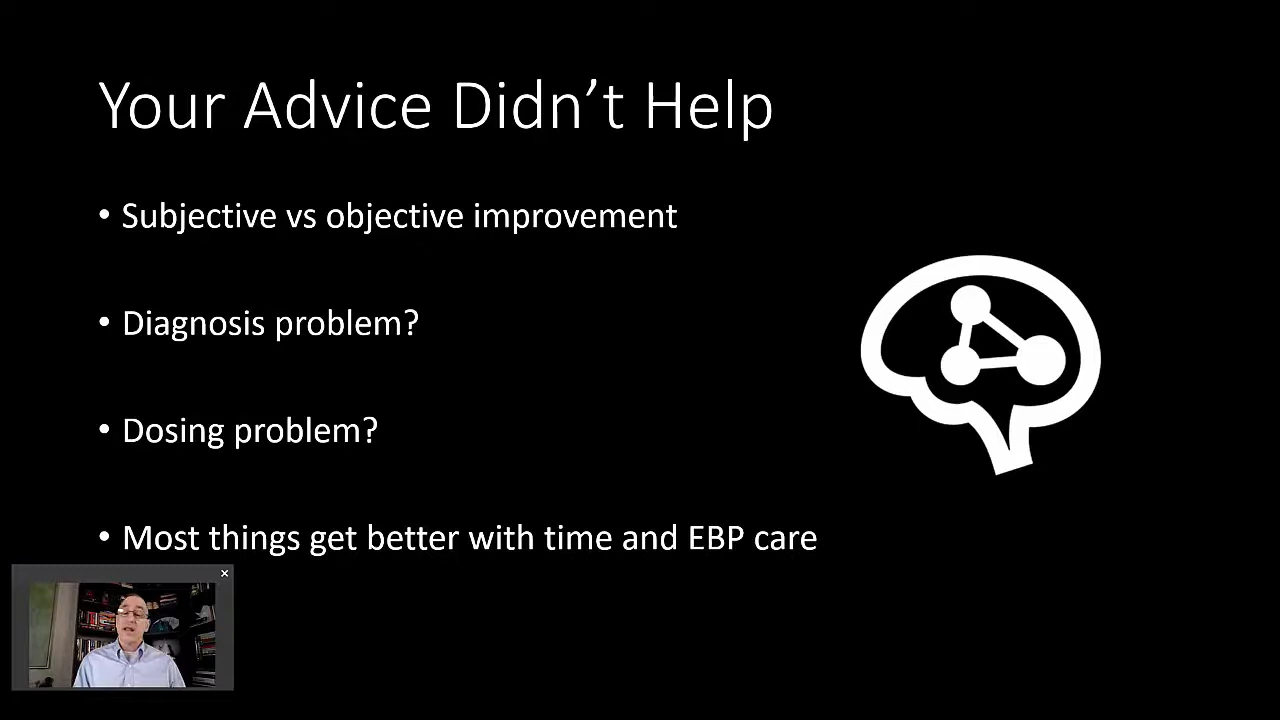 Your Advice Didn’t Help
• Subjective vs objective improvement
• Diagnosis problem?
• Dosing problem?
• Most things get better with time and EBP care